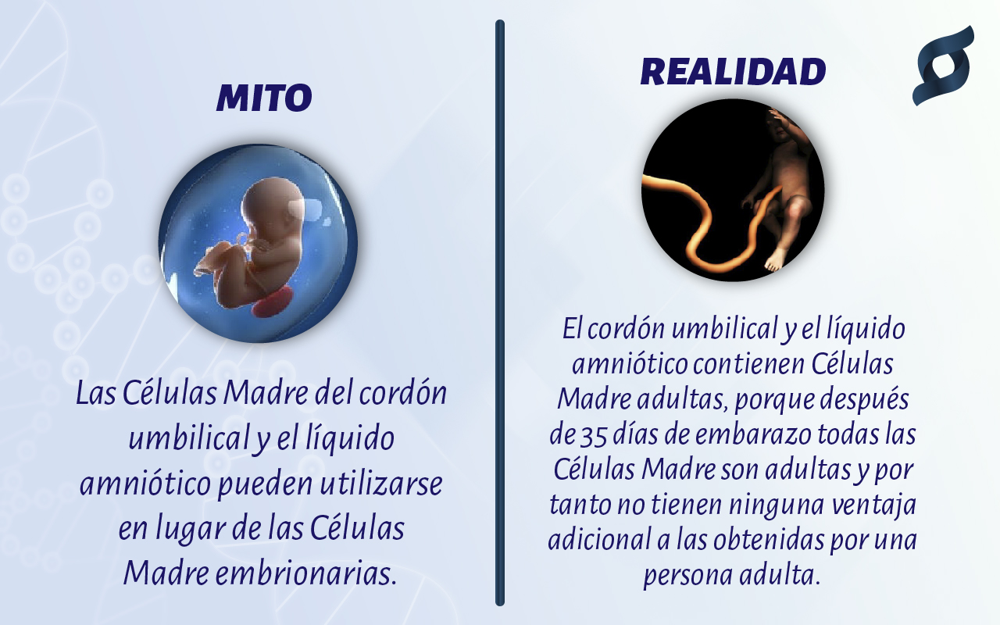 MITO
Las Células Madre del cordón
umbilical y el líquido
amniótico pueden utilizarse
en lugar de las Células
Madre embrionarias.
REALIDAD
El cordón umbilical y el líquido
amniótico contienen Células
Madre adultas, porque después
de 35 días de embarazo todas las
Células Madre son adultas y por
tanto no tienen ninguna ventaja
adicional a las obtenidas por una
persona adulta.